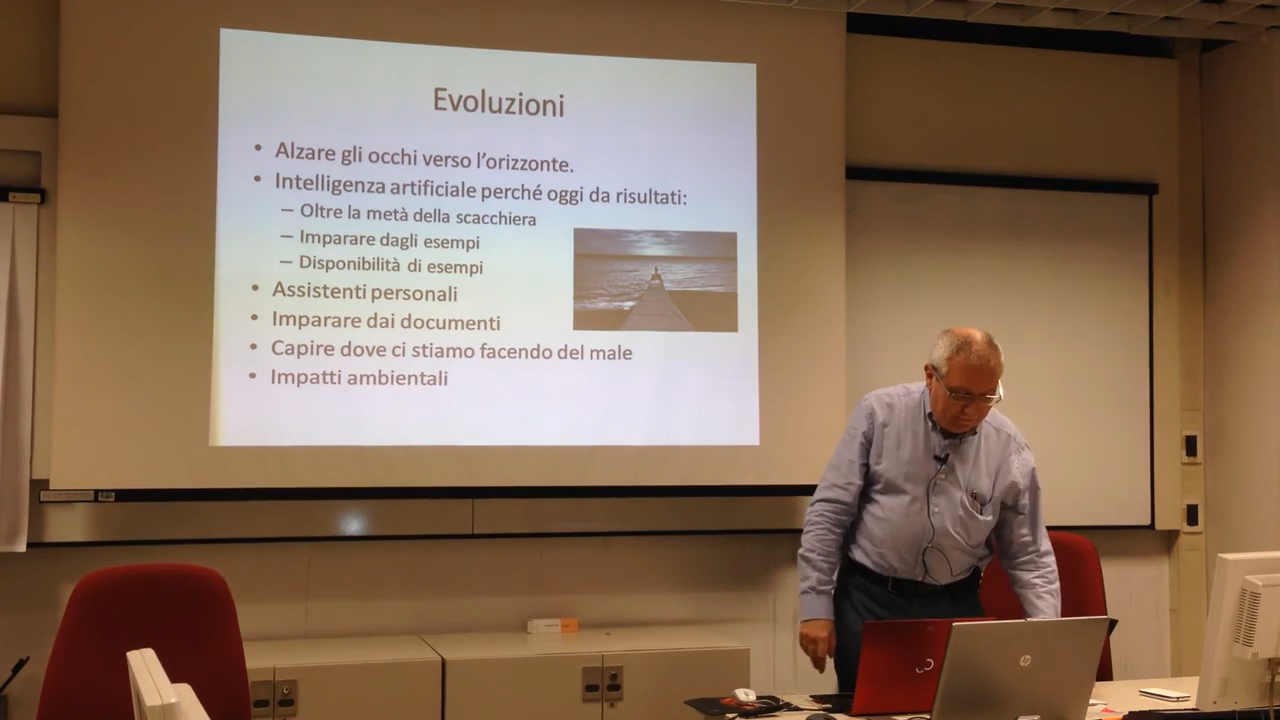 Evoluzioni
• Alzare gli occhi verso l'orizzonte.
• Intelligenza artificiale perché oggi da risultati:
– Oltre la metà della scacchiera
– Imparare dagli esempi
– Disponibilità di esempi
• Assistenti personali
• Imparare dai documenti
• Capire dove ci stiamo facendo del male
• Impatti ambientali
hp